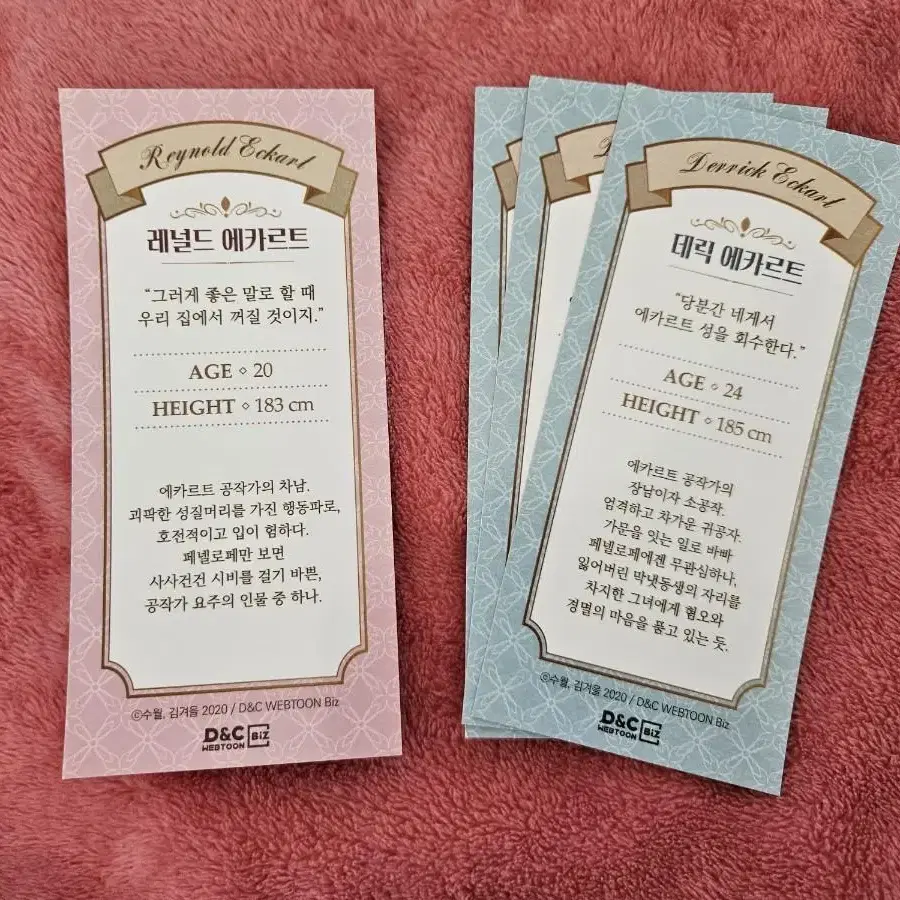 Reynold Eckart
레널드 에카르트
“그러게 좋은 말로 할 때
우리 집에서 꺼질 것이지.”
AGE ⋄ 20
HEIGHT ⋄ 183 cm
에카르트 공작가의 차남.
괴팍한 성질머리를 가진 행동파로,
호전적이고 입이 험하다.
페넬로페만 보면
사사건건 시비를 걸기 바쁜,
공작가 요주의 인물 중 하나.
ⓒ수월, 김겨울 2020 / D&C WEBTOON Biz
D&C
WEBTOON
Biz
Derrick Eckart
데릭 에카르트
“당분간 네게서
에카르트 성을 회수한다.”
AGE ⋄ 24
HEIGHT ⋄ 185 cm
에카르트 공작가의
장남이자 소공작.
엄격하고 차가운 귀공자.
가문을 잇는 일로 바빠
페넬로페에겐 무관심하나,
잃어버린 막냇동생의 자리를
차지한 그녀에게 혐오와
경멸의 마음을 품고 있는 듯.
ⓒ수월, 김겨울 2020 / D&C WEBTOON Biz
D&C
WEBTOON
Biz